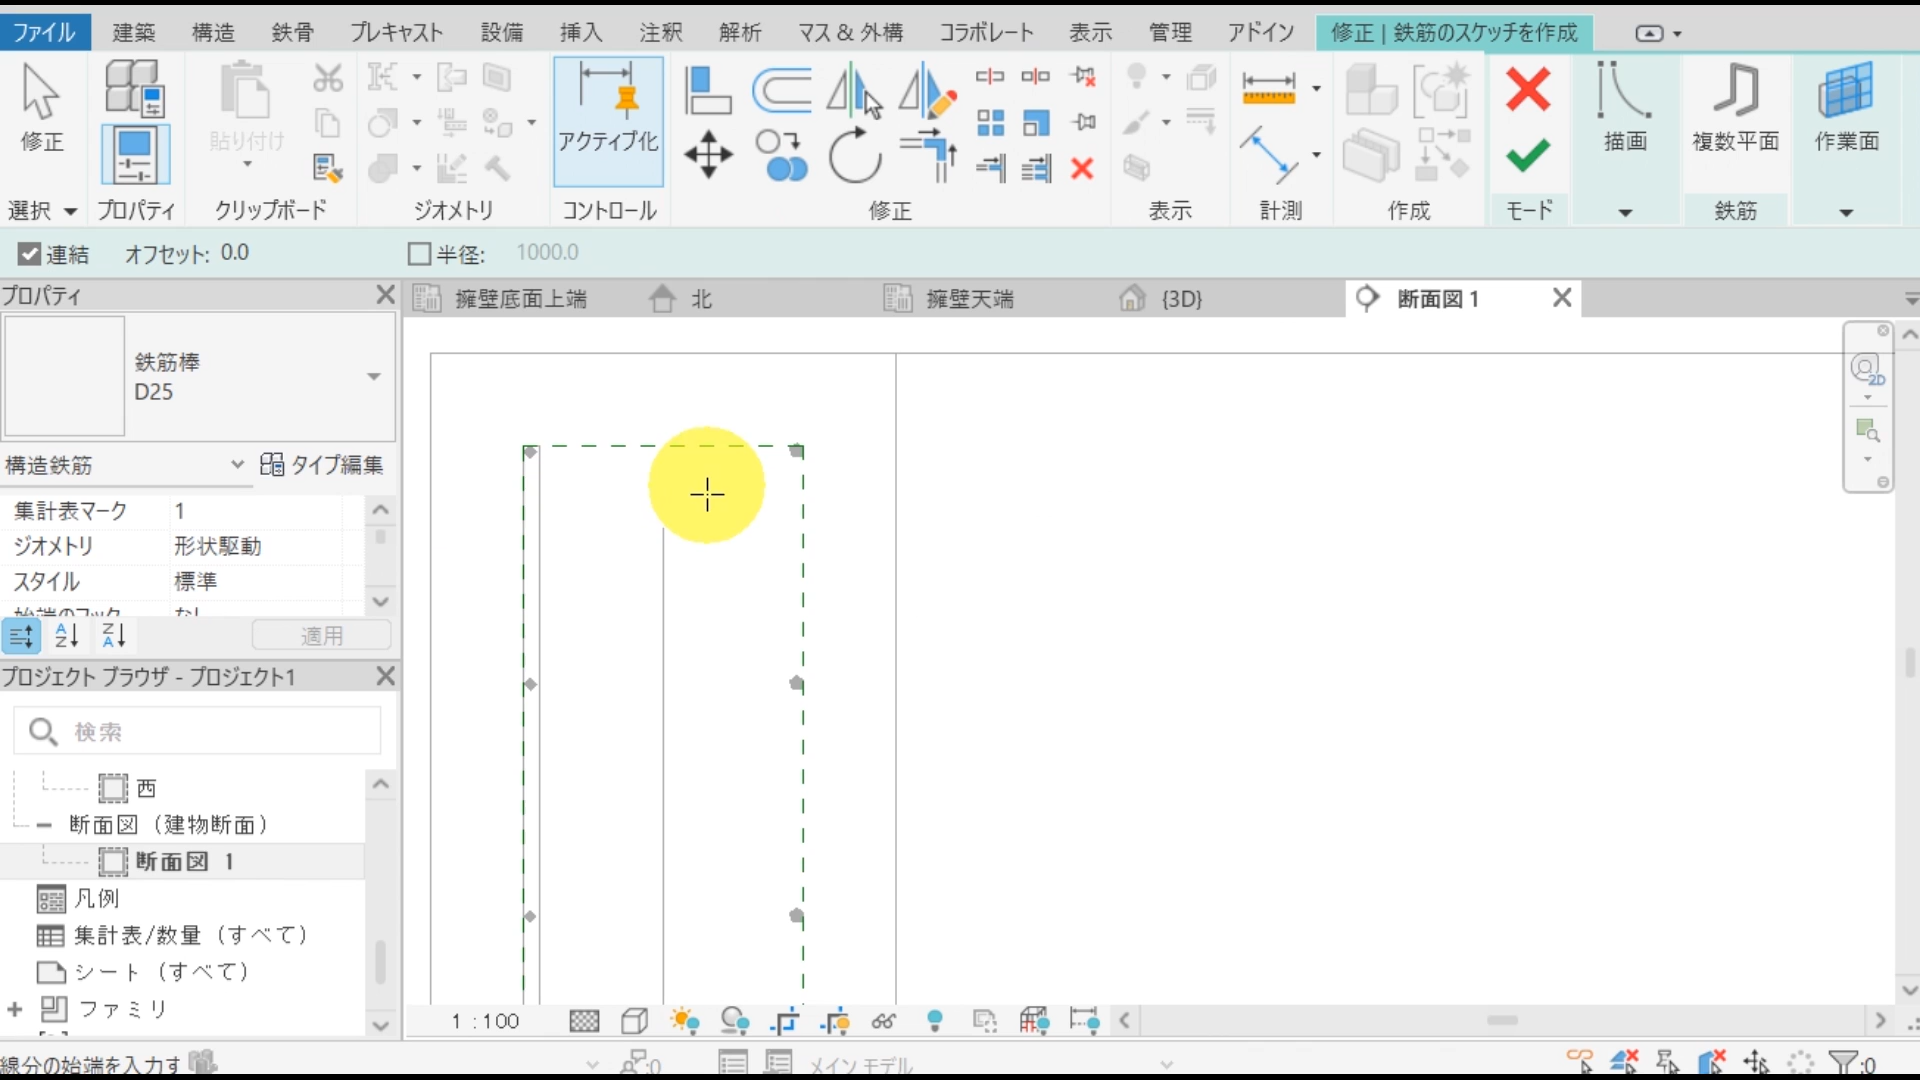 ファイル 建築 構造 鉄骨 プレキャスト 設備 挿入 注釈 解析 マス & 外構 コラボレート 表示 管理 アドイン 修正 | 鉄筋のスケッチを作成
修正 貼り付け アクティブ化 描画 複数平面 作業面
選択 プロパティ クリップボード ジオメトリ コントロール 修正 表示 計測 作成 モード 鉄筋
連結 オフセット: 0.0 半径: 1000.0
プロパティ
擁壁底面上端 北 擁壁天端 {3D} 断面図 1
鉄筋棒
D25
構造鉄筋 タイプ編集
集計表マーク 1
ジオメトリ 形状駆動
スタイル 標準
始端のフック なし
適用
プロジェクト ブラウザ - プロジェクト1
検索
西
断面図 (建物断面)
断面図 1
凡例
集計表/数量 (すべて)
シート (すべて)
ファミリ
2D
1 : 100
線分の始端を入力す :0 メイン モデル :0